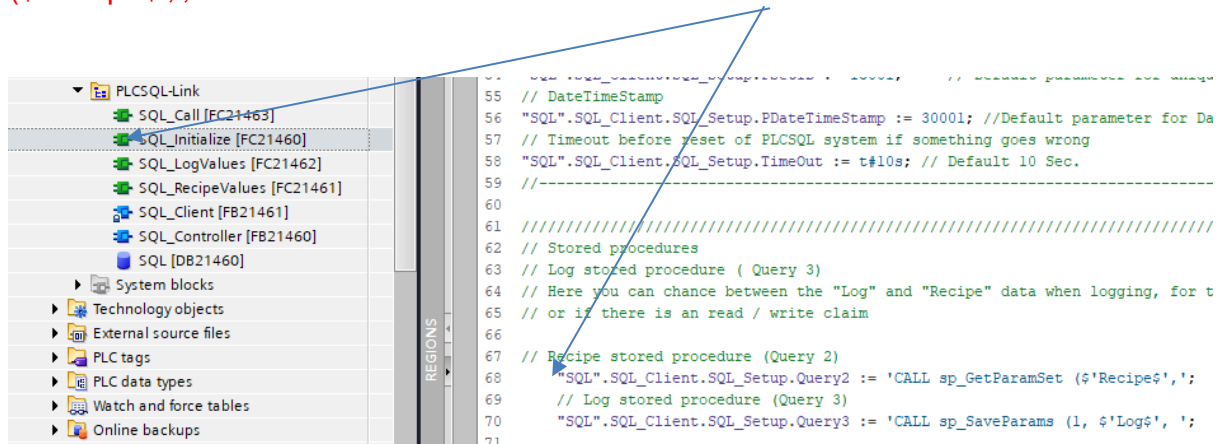 PLCSQL-Link
SQL_Call [FC21463]
SQL_Initialize [FC21460]
SQL_LogValues [FC21462]
SQL_RecipeValues [FC21461]
SQL_Client [FB21461]
SQL_Controller [FB21460]
SQL [DB21460]
System blocks
Technology objects
External source files
PLC tags
PLC data types
Watch and force tables
Online backups
REGIONS
55 // DateTimeStamp
56 "SQL".SQL_Client.SQL_Setup.PDateTimeStamp := 30001; //Default parameter for Da
57 // Timeout before reset of PLCSQL system if something goes wrong
58 "SQL".SQL_Client.SQL_Setup.TimeOut := t#10s; // Default 10 Sec.
59 //------------------------------------------------------------------------------
60
61 ////////////////////////////////////////////////////////////////////////////////
62 // Stored procedures
63 // Log stored procedure ( Query 3)
64 // Here you can chance between the "Log" and "Recipe" data when logging, for t
65 // or if there is an read / write claim
66
67 // Recipe stored procedure (Query 2)
68 "SQL".SQL_Client.SQL_Setup.Query2 := 'CALL sp_GetParamSet ($'Recipe$',';
69 // Log stored procedure (Query 3)
70 "SQL".SQL_Client.SQL_Setup.Query3 := 'CALL sp_SaveParams (1, $'Log$', ';